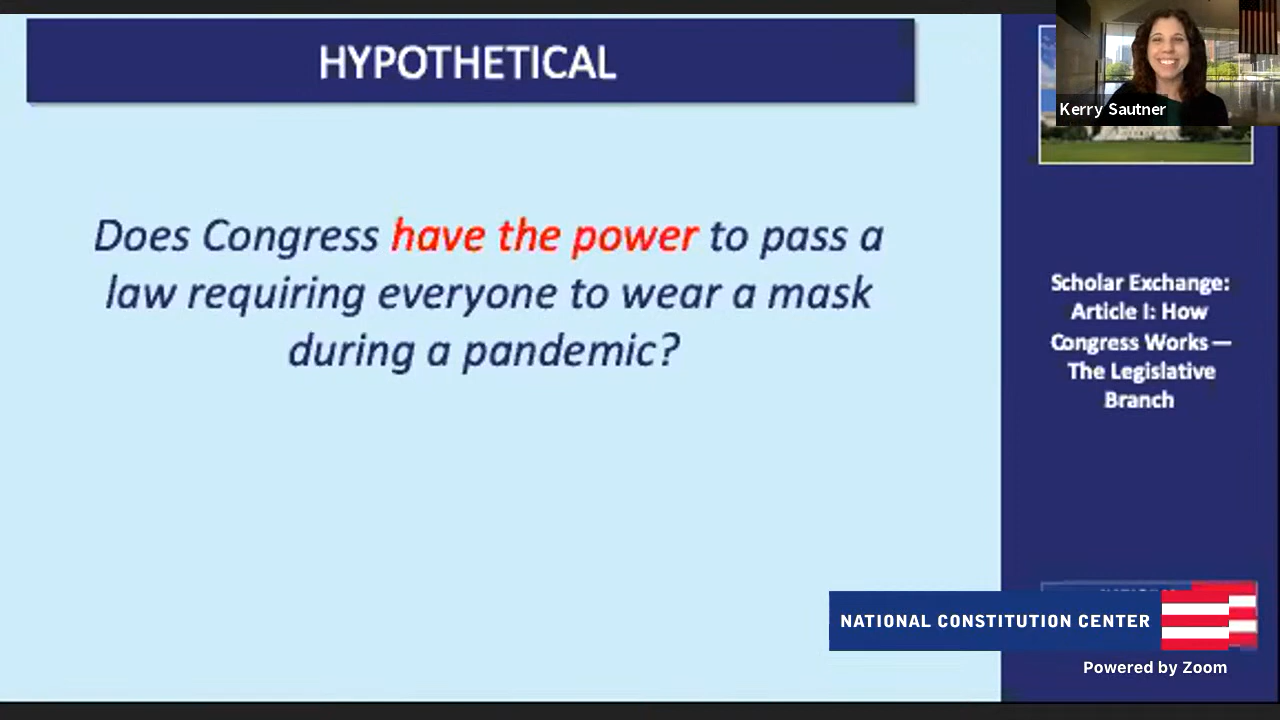 HYPOTHETICAL
Kerry Sautner
Does Congress have the power to pass a
law requiring everyone to wear a mask
during a pandemic?
Scholar Exchange:
Article I: How
Congress Works —
The Legislative
Branch
NATIONAL CONSTITUTION CENTER
Powered by Zoom